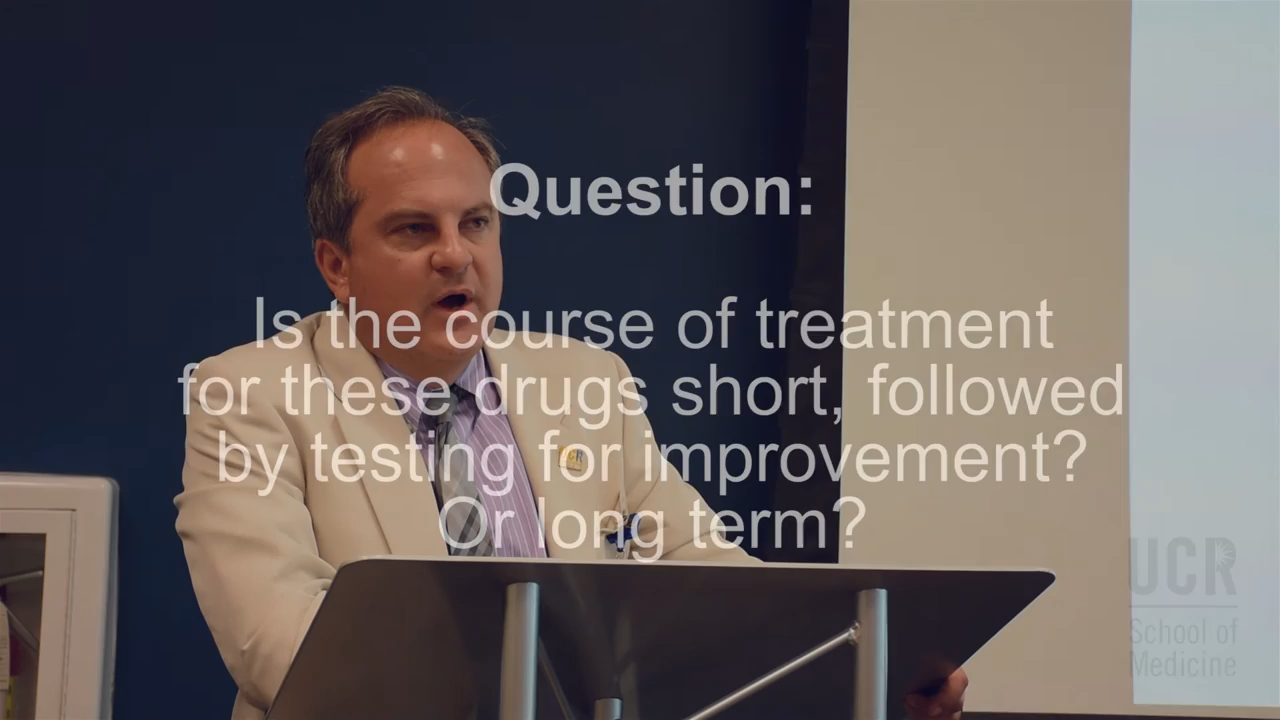 Question:
Is the course of treatment
for these drugs short, followed
by testing for improvement?
Or long term?
UCR
School of
Medicine